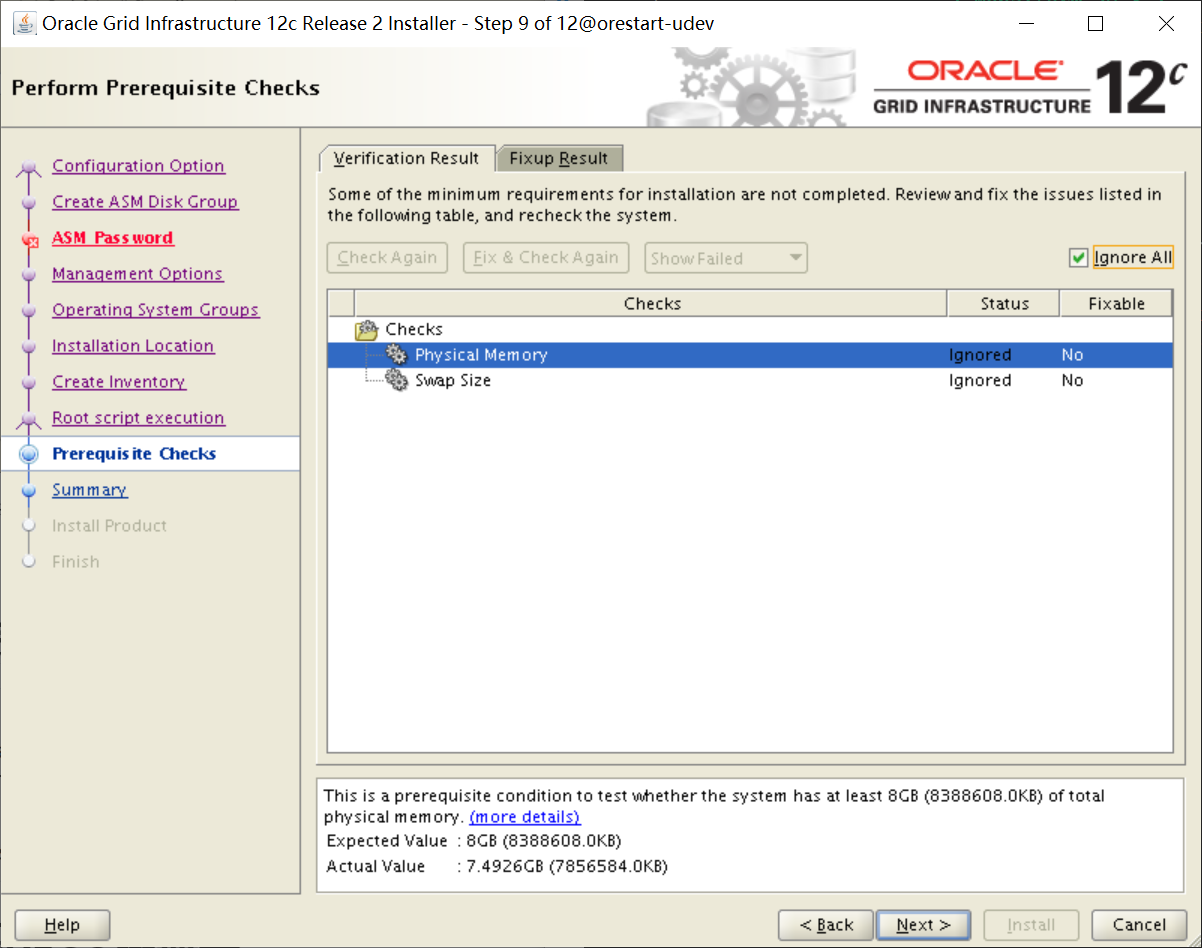 Oracle Grid Infrastructure 12c Release 2 Installer - Step 9 of 12@orestart-udev
Perform Prerequisite Checks
ORACLE
GRID INFRASTRUCTURE
12c
Configuration Option
Create ASM Disk Group
ASM Password
Management Options
Operating System Groups
Installation Location
Create Inventory
Root script execution
Prerequisite Checks
Summary
Install Product
Finish
Verification Result
Fixup Result
Some of the minimum requirements for installation are not completed. Review and fix the issues listed in
the following table, and recheck the system.
Check Again
Fix & Check Again
Show Failed
Ignore All
Checks Status Fixable
Checks
Physical Memory Ignored No
Swap Size Ignored No
This is a prerequisite condition to test whether the system has at least 8GB (8388608.0KB) of total
physical memory. (more details)
Expected Value : 8GB (8388608.0KB)
Actual Value : 7.4926GB (7856584.0KB)
Help
< Back
Next >
Install
Cancel